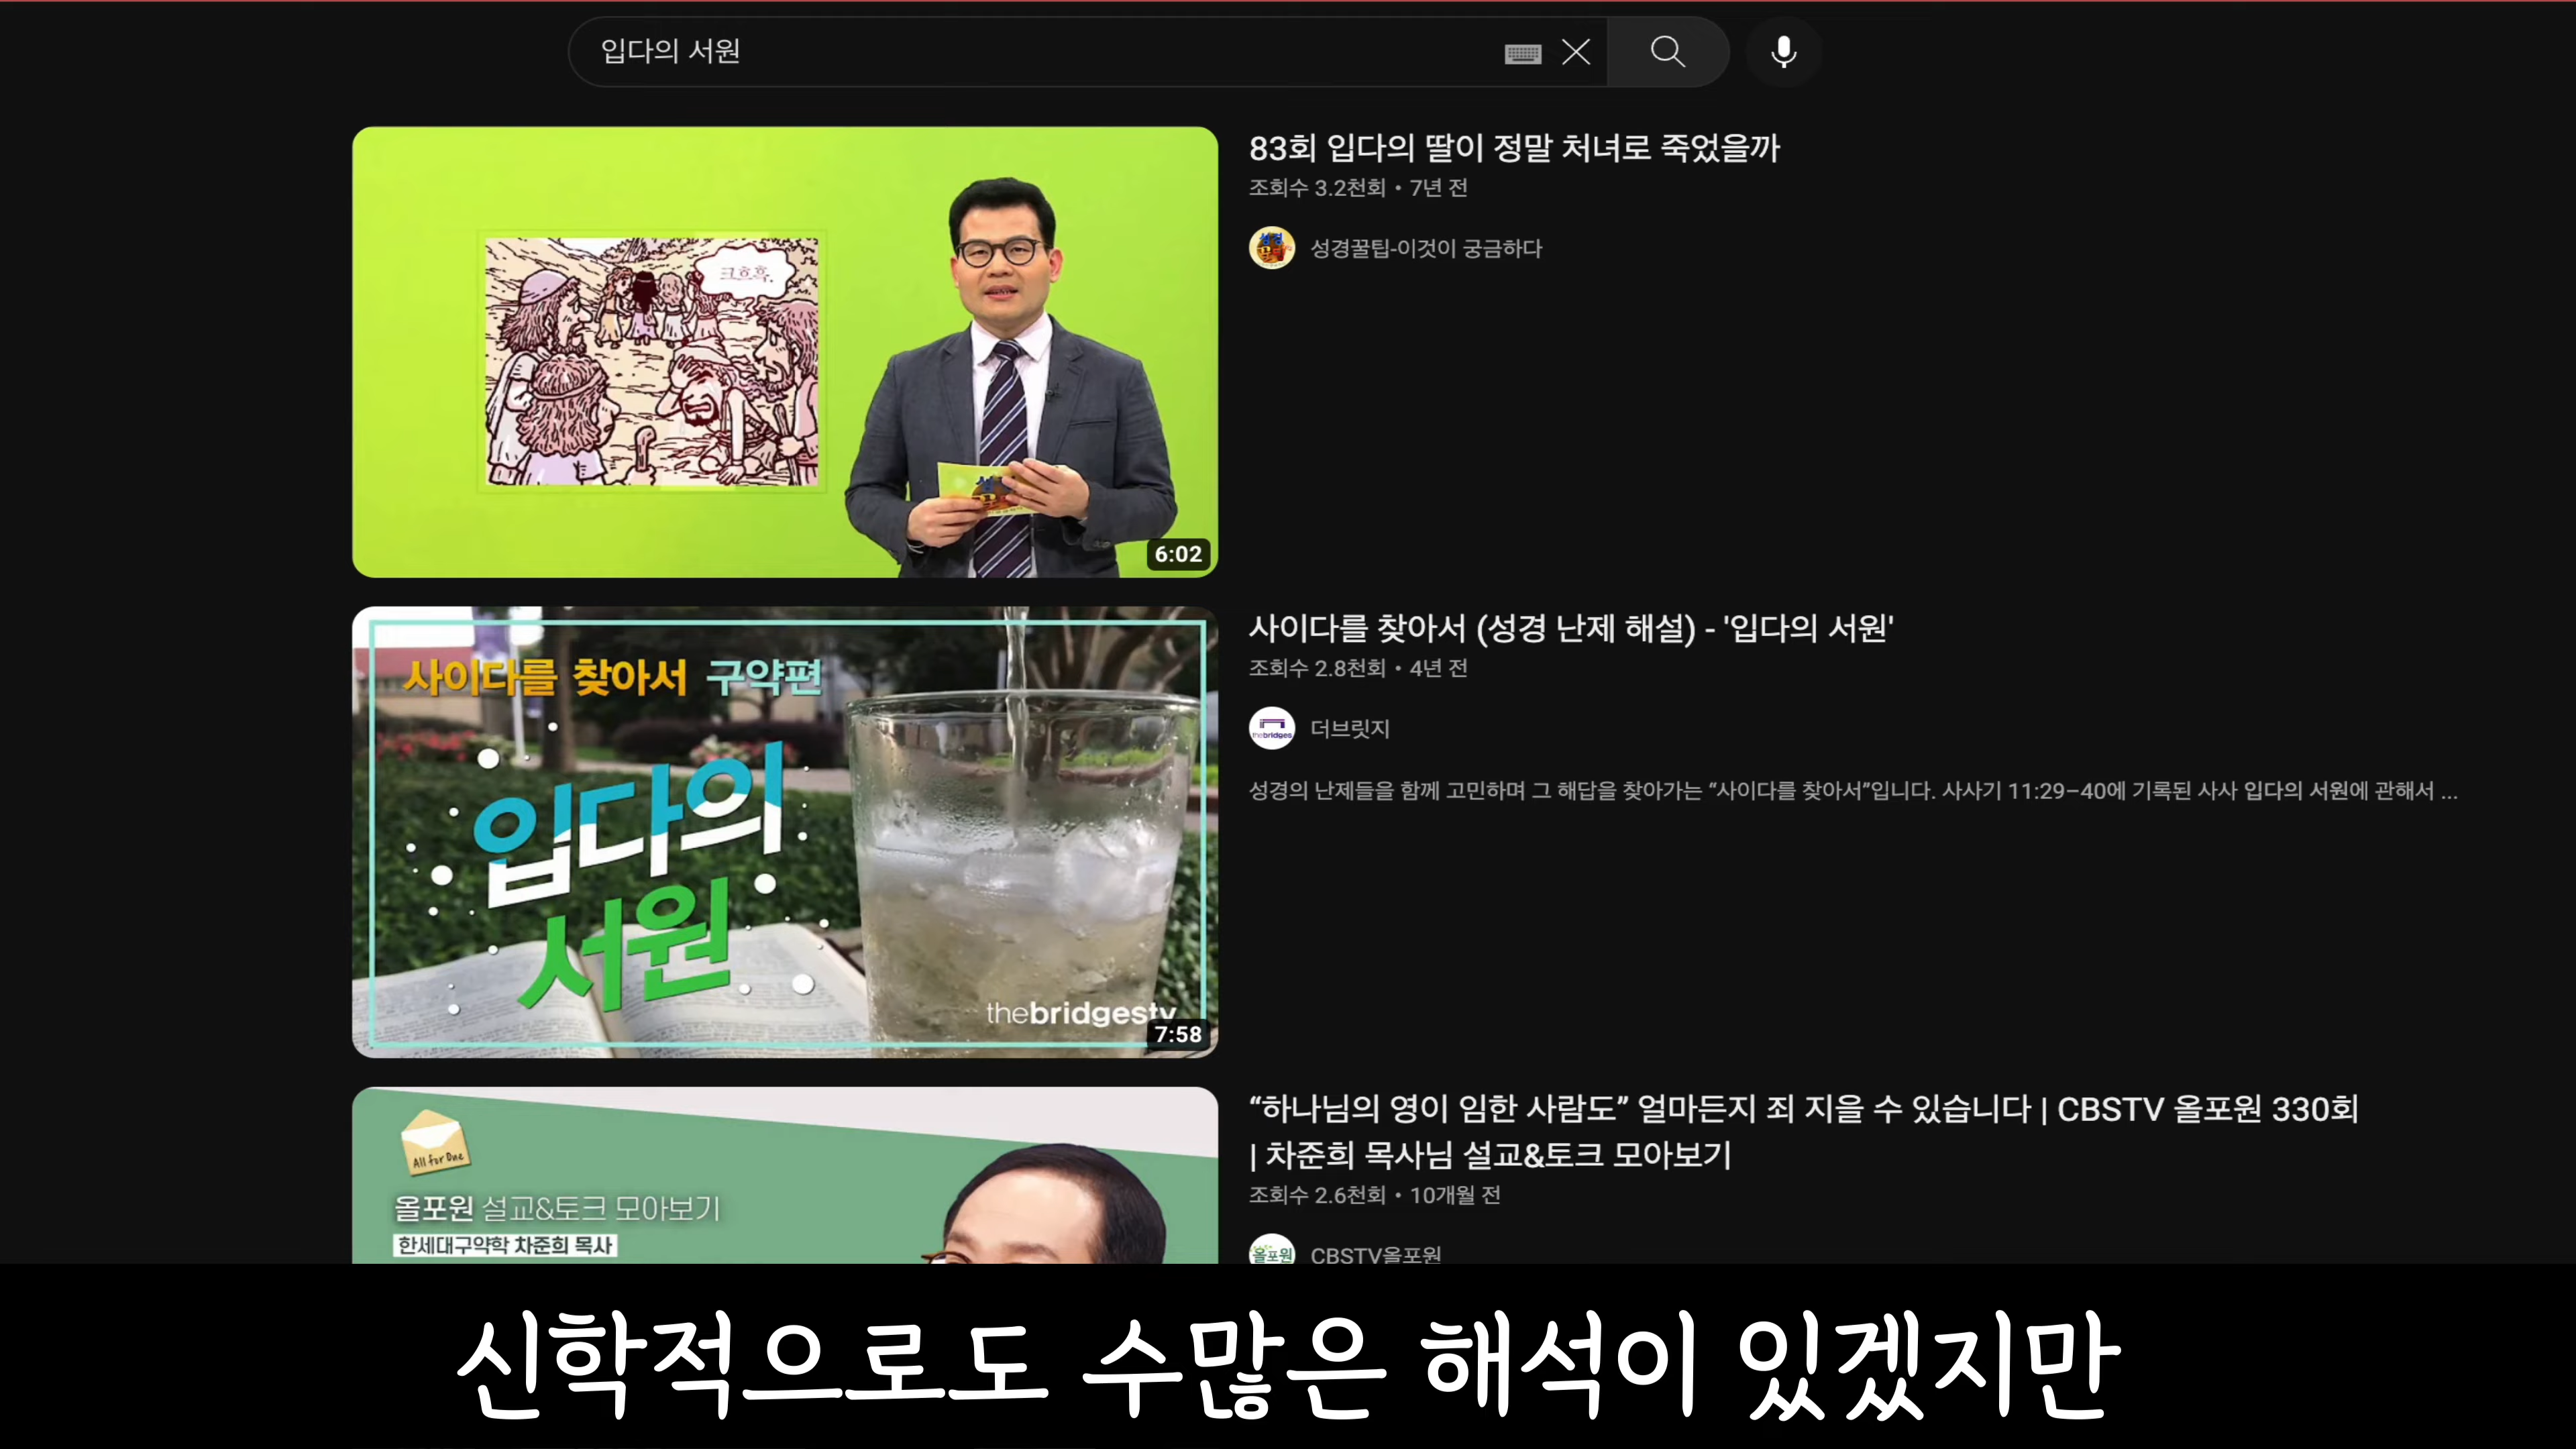 입다의 서원
크흐흑.
6:02
83회 입다의 딸이 정말 처녀로 죽었을까
조회수 3.2천회 • 7년 전
성경꿀팁-이것이 궁금하다
사이다를 찾아서 구약편
입다의
서원
thebridgestv
7:58
사이다를 찾아서 (성경 난제 해설) - '입다의 서원'
조회수 2.8천회 • 4년 전
thebridges
더브릿지
성경의 난제들을 함께 고민하며 그 해답을 찾아가는 “사이다를 찾아서”입니다. 사사기 11:29–40에 기록된 사사 입다의 서원에 관해서 ...
All for One
올포원 설교&토크 모아보기
한세대구약학 차준희 목사
“하나님의 영이 임한 사람도” 얼마든지 죄 지을 수 있습니다 | CBSTV 올포원 330회
| 차준희 목사님 설교&토크 모아보기
조회수 2.6천회 • 10개월 전
올포원
CBSTV올포원
신학적으로도 수많은 해석이 있겠지만